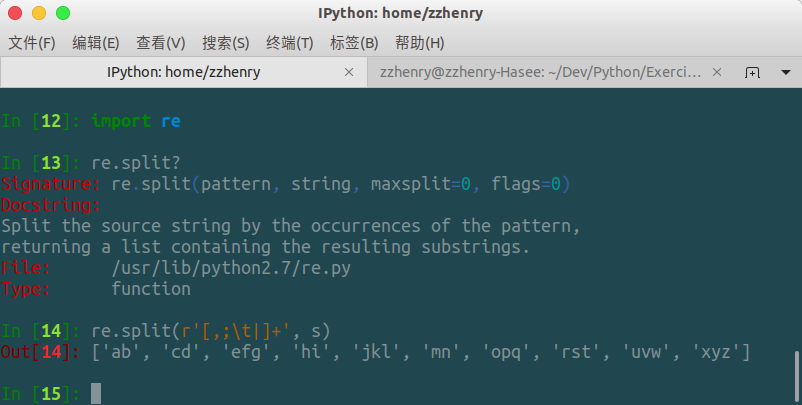 IPython: home/zzhenry
文件(F) 编辑(E) 查看(V) 搜索(S) 终端(T) 标签(B) 帮助(H)
IPython: home/zzhenry × zzhenry@zzhenry-Hasee: ~/Dev/Python/Exerci... ×
In [12]: import re
In [13]: re.split?
Signature: re.split(pattern, string, maxsplit=0, flags=0)
Docstring:
Split the source string by the occurrences of the pattern,
returning a list containing the resulting substrings.
File:      /usr/lib/python2.7/re.py
Type:      function
In [14]: re.split(r'[,;\t|]+', s)
Out[14]: ['ab', 'cd', 'efg', 'hi', 'jkl', 'mn', 'opq', 'rst', 'uvw', 'xyz']
In [15]: